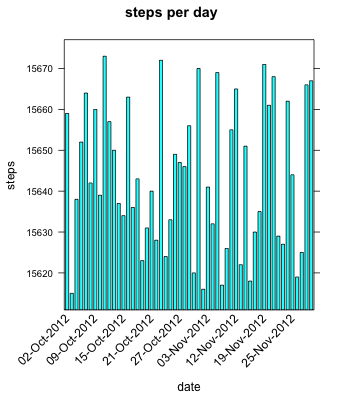 steps per day
15670
15660
15650
15640
15630
15620
steps
02-Oct-2012
09-Oct-2012
15-Oct-2012
21-Oct-2012
27-Oct-2012
03-Nov-2012
12-Nov-2012
19-Nov-2012
25-Nov-2012
date